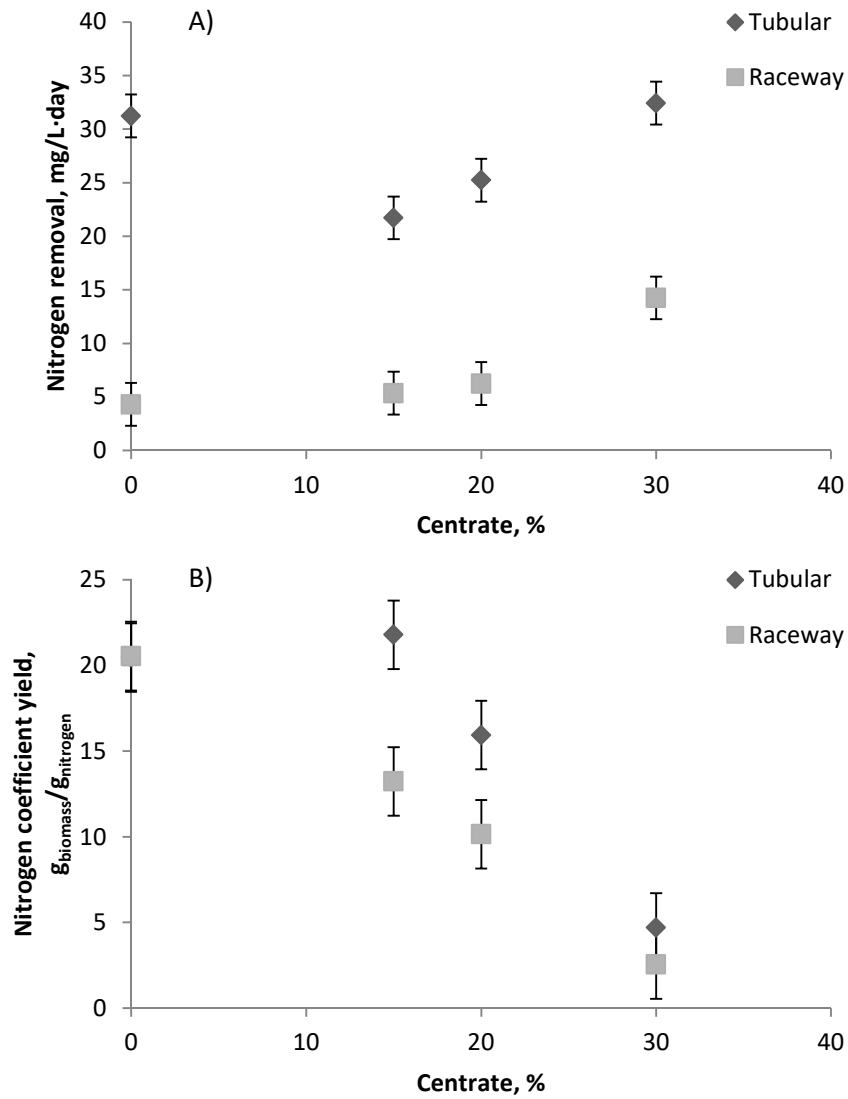 A)
Tubular
Raceway
Nitrogen removal, mg/L·day
40
35
30
25
20
15
10
5
0
0 10 20 30 40
Centrate, %
B)
Tubular
Raceway
Nitrogen coefficient yield,
g_biomass/g_nitrogen
25
20
15
10
5
0
0 10 20 30 40
Centrate, %